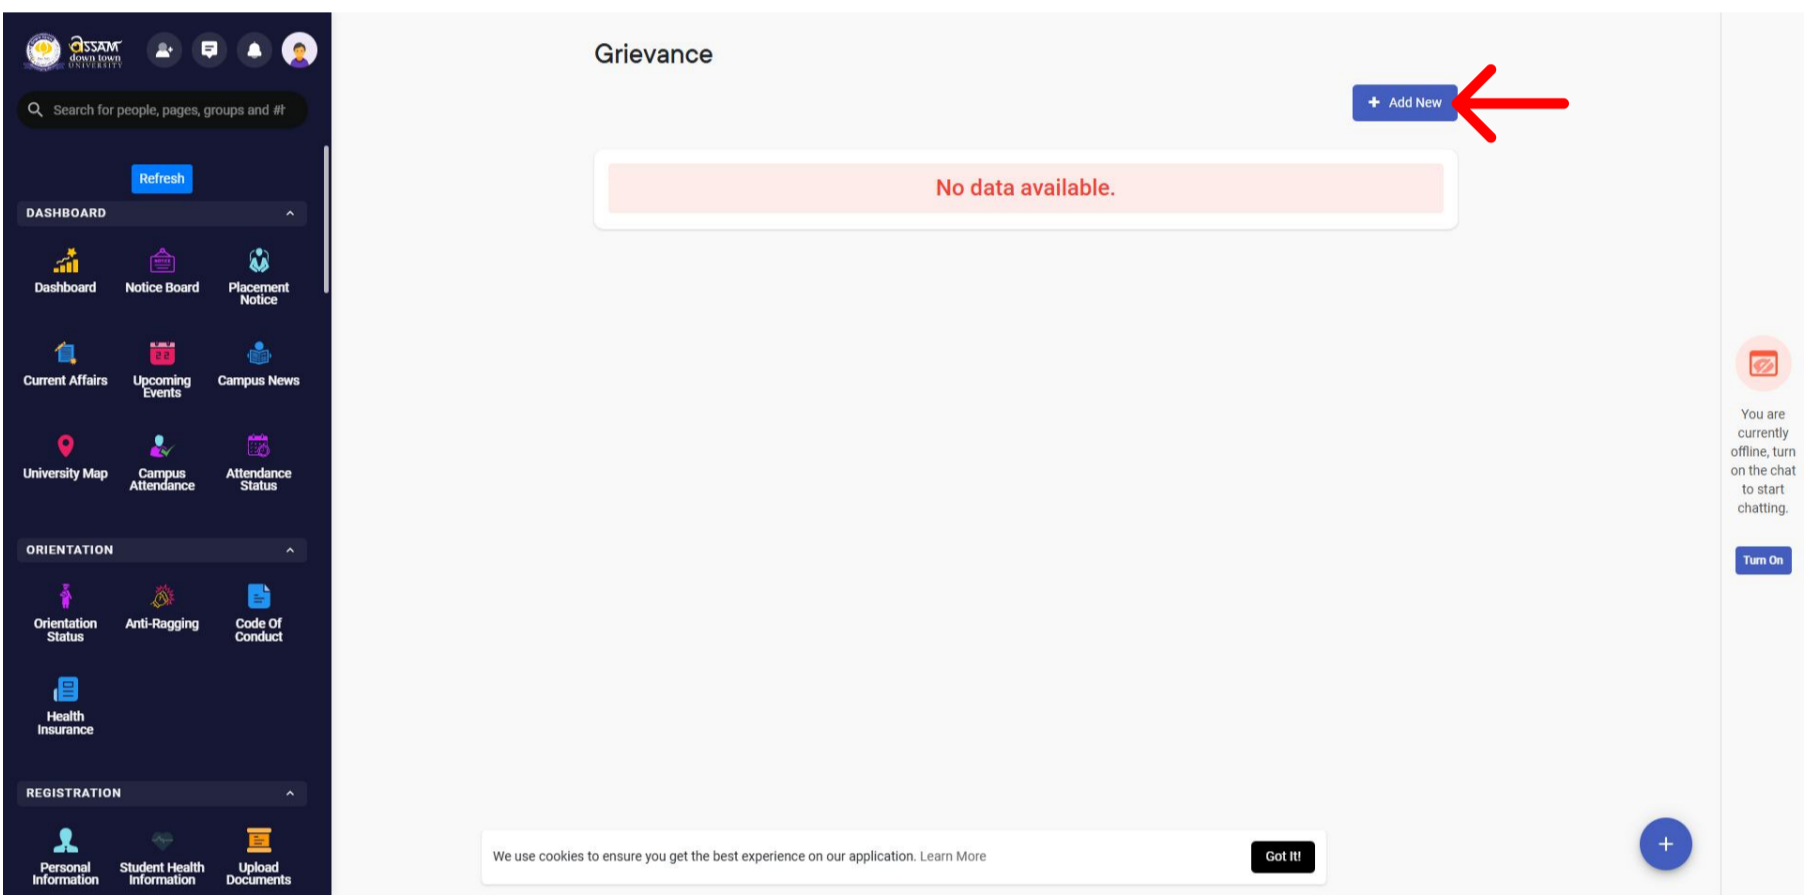 ASSAM
down town
UNIVERSITY
Search for people, pages, groups and #h
Refresh
DASHBOARD
Dashboard
Notice Board
Placement
Notice
Current Affairs
Upcoming
Events
Campus News
University Map
Campus
Attendance
Attendance
Status
ORIENTATION
Orientation
Status
Anti-Ragging
Code Of
Conduct
Health
Insurance
REGISTRATION
Personal
Information
Student Health
Information
Upload
Documents
Grievance
+ Add New
No data available.
We use cookies to ensure you get the best experience on our application. Learn More
Got It!
You are
currently
offline, turn
on the chat
to start
chatting.
Turn On